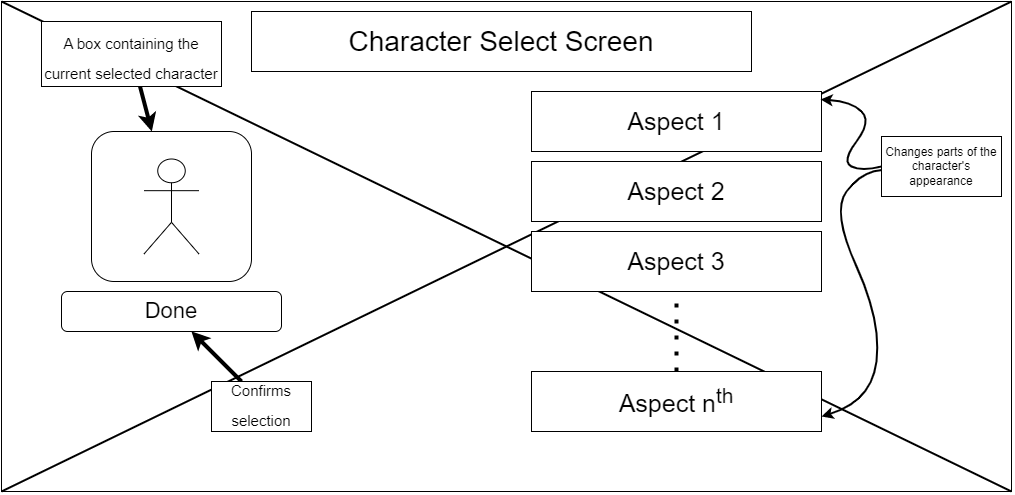 Character Select Screen
A box containing the
current selected character
Aspect 1
Changes parts of the
character's
appearance
Aspect 2
Aspect 3
Done
Confirms
selection
Aspect nth